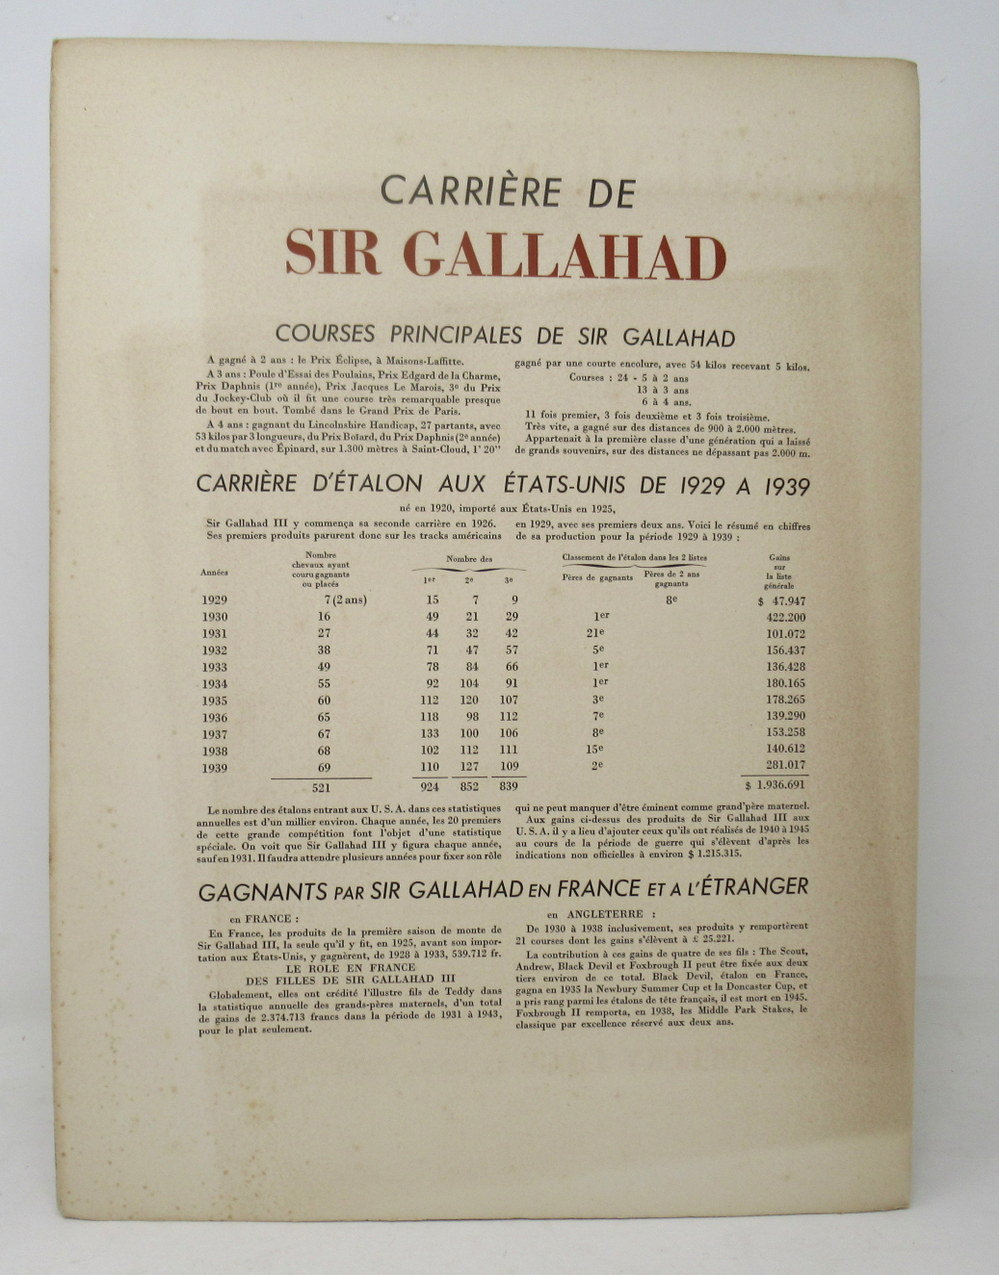 CARRIÈRE DE
SIR GALLAHAD
COURSES PRINCIPALES DE SIR GALLAHAD
A gagné à 2 ans : le Prix Éclipse, à Maisons-Laffitte.
A 3 ans : Poule d'Essai des Poulains, Prix Edgard de la Charme,
Prix Daphnis (1re année), Prix Jacques Le Marois, 3e du Prix
du Jockey-Club où il fit une course très remarquable presque
de bout en bout. Tombé dans le Grand Prix de Paris.
A 4 ans : gagnant du Lincolnshire Handicap, 27 partants, avec
53 kilos par 3 longueurs, du Prix Boïard, du Prix Daphnis (2e année)
et du match avec Épinard, sur 1.300 mètres à Saint-Cloud, 1' 20"
gagné par une courte encolure, avec 54 kilos recevant 5 kilos.
Courses : 24 - 5 à 2 ans
13 à 3 ans
6 à 4 ans.
11 fois premier, 3 fois deuxième et 3 fois troisième.
Très vite, a gagné sur des distances de 900 à 2.000 mètres.
Appartenait à la première classe d'une génération qui a laissé
de grands souvenirs, sur des distances ne dépassant pas 2.000 m.
CARRIÈRE D'ÉTALON AUX ÉTATS-UNIS DE 1929 A 1939
né en 1920, importé aux États-Unis en 1925,
Sir Gallahad III y commença sa seconde carrière en 1926.
Ses premiers produits parurent donc sur les tracks américains
en 1929, avec ses premiers deux ans. Voici le résumé en chiffres
de sa production pour la période 1929 à 1939 :
Années Nombre chevaux ayant couru gagnants ou placés Nombre des 1er 2e 3e Classement de l'étalon dans les 2 listes Pères de gagnants Pères de 2 ans gagnants Gains sur la liste générale
1929 7 (2 ans) 15 7 9 8e $ 47.947
1930 16 49 21 29 1er 422.200
1931 27 44 32 42 21e 101.072
1932 38 71 47 57 5e 156.437
1933 49 78 84 66 1er 136.428
1934 55 92 104 91 1er 180.165
1935 60 112 120 107 3e 178.265
1936 65 118 98 112 7e 139.290
1937 67 133 100 106 8e 153.258
1938 68 102 112 111 15e 140.612
1939 69 110 127 109 2e 281.017
521 924 852 839 $ 1.936.691
Le nombre des étalons entrant aux U. S. A. dans ces statistiques
annuelles est d'un millier environ. Chaque année, les 20 premiers
de cette grande compétition font l'objet d'une statistique
spéciale. On voit que Sir Gallahad III y figura chaque année,
sauf en 1931. Il faudra attendre plusieurs années pour fixer son rôle
qui ne peut manquer d'être éminent comme grand'père maternel.
Aux gains ci-dessus des produits de Sir Gallahad III aux
U. S. A. il y a lieu d'ajouter ceux qu'ils ont réalisés de 1940 à 1945
au cours de la période de guerre qui s'élèvent d'après les
indications non officielles à environ $ 1.215.315.
GAGNANTS PAR SIR GALLAHAD EN FRANCE ET A L'ÉTRANGER
en FRANCE :
En France, les produits de la première saison de monte de
Sir Gallahad III, la seule qu'il y fit, en 1925, avant son impor-
tation aux États-Unis, y gagnèrent, de 1928 à 1933, 539.712 fr.
LE ROLE EN FRANCE
DES FILLES DE SIR GALLAHAD III
Globalement, elles ont crédité l'illustre fils de Teddy dans
la statistique annuelle des grands-pères maternels, d'un total
de gains de 2.374.713 francs dans la période de 1931 à 1943,
pour le plat seulement.
en ANGLETERRE :
De 1930 à 1938 inclusivement, ses produits y remportèrent
21 courses dont les gains s'élèvent à £ 25.221.
La contribution à ces gains de quatre de ses fils : The Scout,
Andrew, Black Devil et Foxbrough II peut être fixée aux deux
tiers environ de ce total. Black Devil, étalon en France,
gagna en 1935 la Newbury Summer Cup et la Doncaster Cup, et
a pris rang parmi les étalons de tête français, il est mort en 1945.
Foxbrough II remporta, en 1938, les Middle Park Stakes, le
classique par excellence réservé aux deux ans.